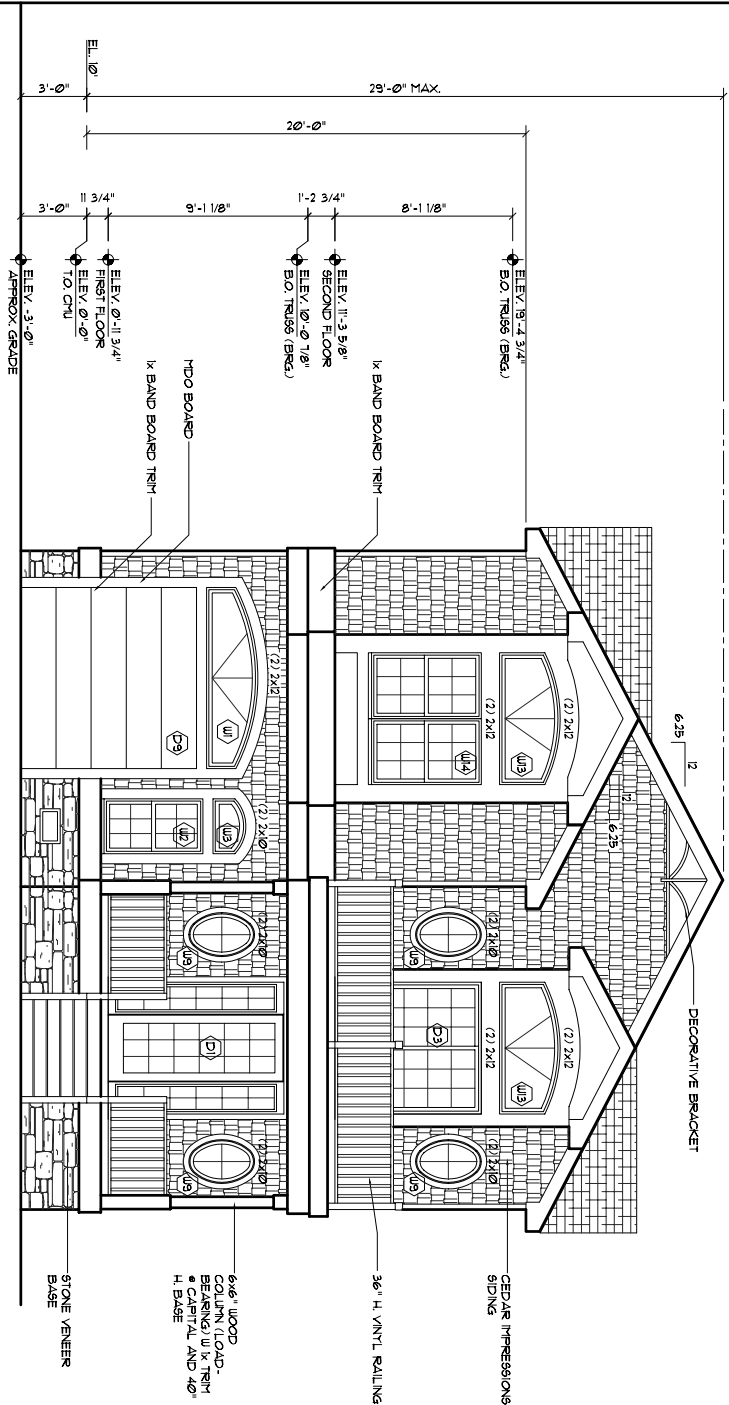 29'-0" MAX.
20'-0"
3'-0"
EL. 10'
8'-1 1/8"
1'-2 3/4"
9'-1 1/8"
11 3/4"
3'-0"
ELEV. 19'-4 3/4"
B.O. TRUSS (BRG.)
ELEV. 11'-3 5/8"
SECOND FLOOR
ELEV. 10'-0 7/8"
B.O. TRUSS (BRG.)
ELEV. 0'-11 3/4"
FIRST FLOOR
ELEV. 0'-0"
T.O. CMU
ELEV. -3'-0"
APPROX. GRADE
1x BAND BOARD TRIM
MDO BOARD
1x BAND BOARD TRIM
12
6.25
12
6.25
DECORATIVE BRACKET
(2) 2x12
W13
(2) 2x12
W14
(2) 2x10
W9
(2) 2x12
W13
(2) 2x12
D3
(2) 2x10
W9
(2) 2x12
W1
D9
(2) 2x10
W3
W2
(2) 2x10
W9
D1
(2) 2x10
W9
CEDAR IMPRESSIONS
SIDING
36" H. VINYL RAILING
6x6" WOOD
COLUMN (LOAD-
BEARING) W 1x TRIM
@ CAPITAL AND 40"
H. BASE
STONE VENEER
BASE